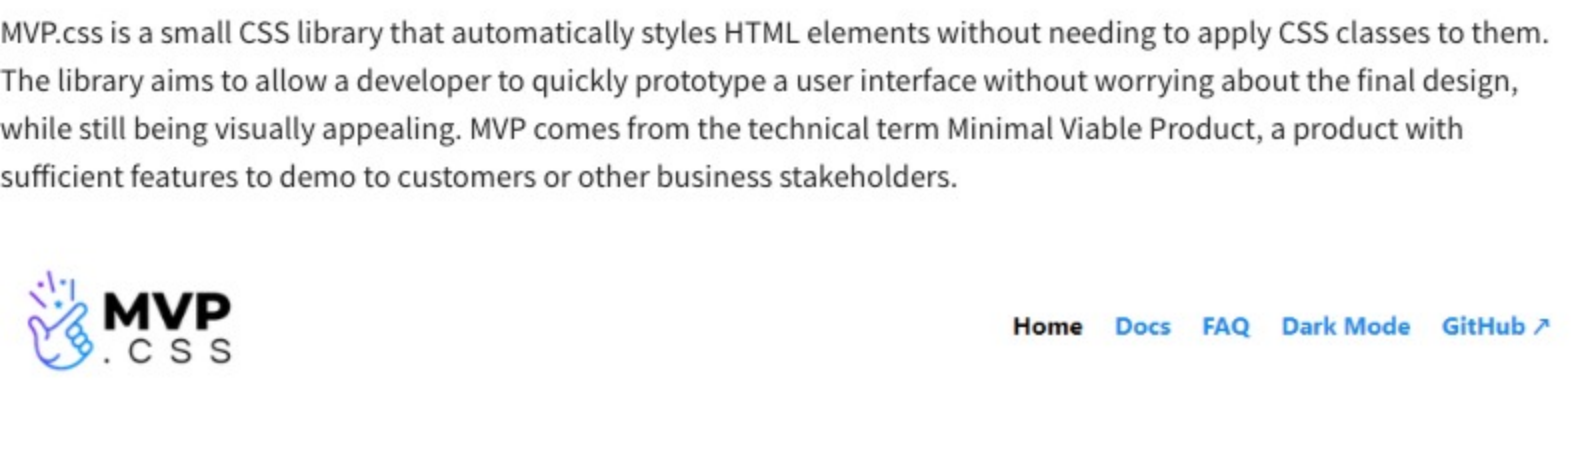 MVP.css is a small CSS library that automatically styles HTML elements without needing to apply CSS classes to them.
The library aims to allow a developer to quickly prototype a user interface without worrying about the final design,
while still being visually appealing. MVP comes from the technical term Minimal Viable Product, a product with
sufficient features to demo to customers or other business stakeholders.
MVP
.CSS
Home Docs FAQ Dark Mode GitHub ↗